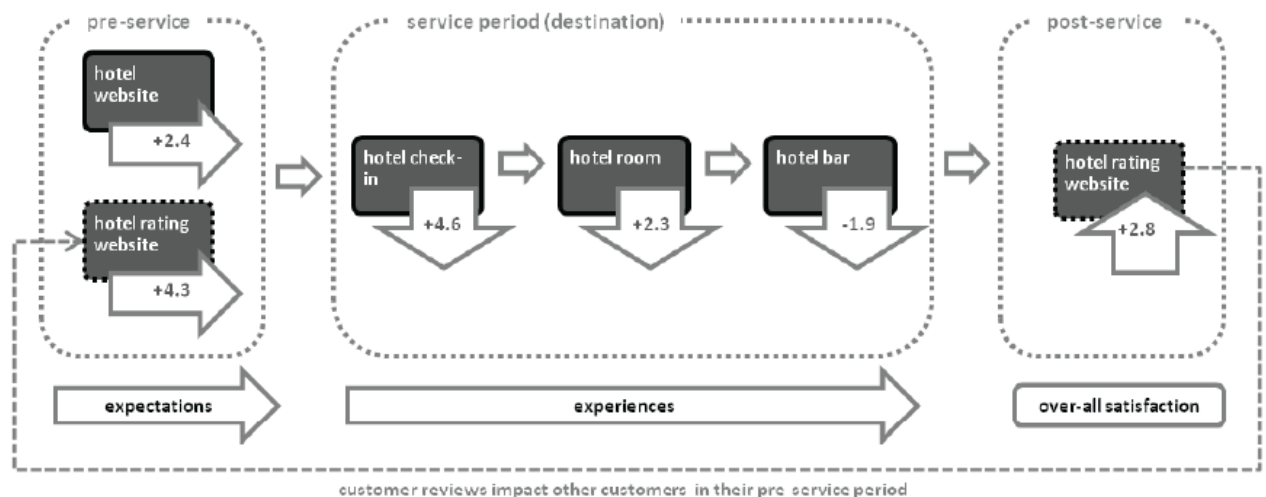 pre-service
service period (destination)
post-service
hotel
website
+2.4
hotel rating
website
+4.3
hotel check-
in
+4.6
hotel room
+2.3
hotel bar
-1.9
hotel rating
website
+2.8
expectations
experiences
over-all satisfaction
customer reviews impact other customers in their pre-service period